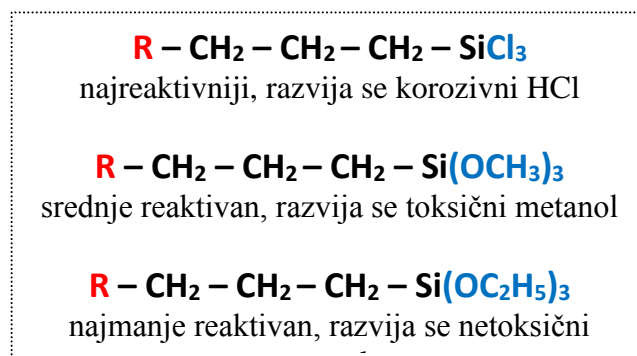 R – CH₂ – CH₂ – CH₂ – SiCl₃
najreaktivniji, razvija se korozivni HCl
R – CH₂ – CH₂ – CH₂ – Si(OCH₃)₃
srednje reaktivan, razvija se toksični metanol
R – CH₂ – CH₂ – CH₂ – Si(OC₂H₅)₃
najmanje reaktivan, razvija se netoksični